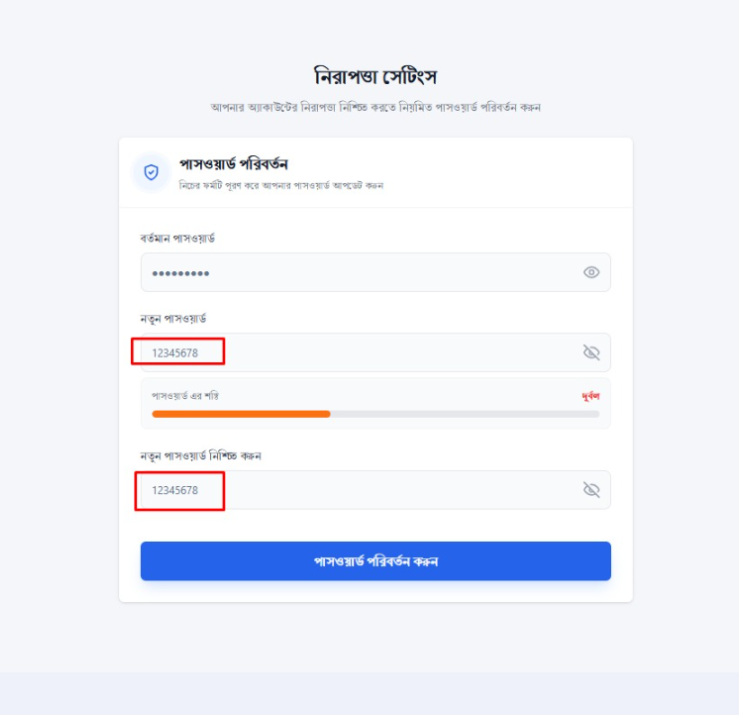 নিরাপত্তা সেটিংস
আপনার অ্যাকাউন্টের নিরাপত্তা নিশ্চিত করতে নিয়মিত পাসওয়ার্ড পরিবর্তন করুন
পাসওয়ার্ড পরিবর্তন
নিচের ফর্মটি পূরণ করে আপনার পাসওয়ার্ড আপডেট করুন
বর্তমান পাসওয়ার্ড
•••••••••
নতুন পাসওয়ার্ড
12345678
পাসওয়ার্ড এর শক্তি দুর্বল
নতুন পাসওয়ার্ড নিশ্চিত করুন
12345678
পাসওয়ার্ড পরিবর্তন করুন